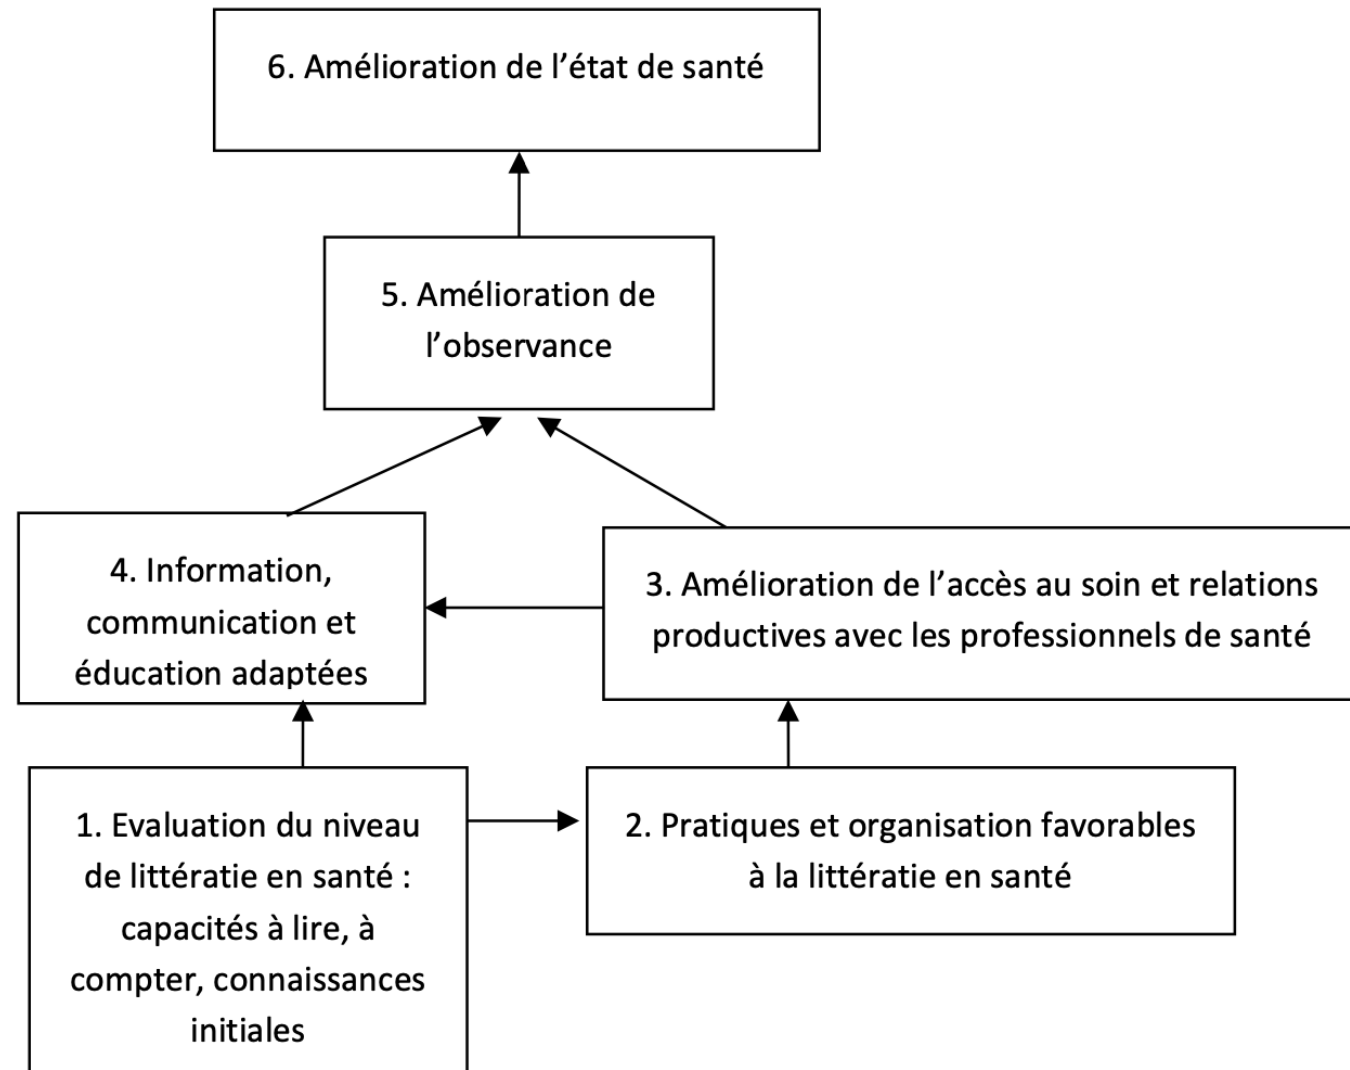 6. Amélioration de l’état de santé
5. Amélioration de
l’observance
4. Information,
communication et
éducation adaptées
3. Amélioration de l’accès au soin et relations
productives avec les professionnels de santé
1. Evaluation du niveau
de littératie en santé :
capacités à lire, à
compter, connaissances
initiales
2. Pratiques et organisation favorables
à la littératie en santé